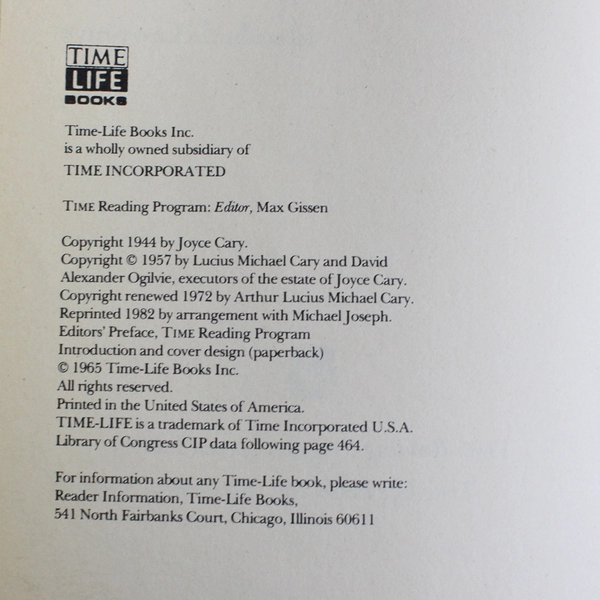 TIME
LIFE
BOOKS
Time-Life Books Inc.
is a wholly owned subsidiary of
TIME INCORPORATED
TIME Reading Program: Editor, Max Gissen
Copyright 1944 by Joyce Cary.
Copyright © 1957 by Lucius Michael Cary and David
Alexander Ogilvie, executors of the estate of Joyce Cary.
Copyright renewed 1972 by Arthur Lucius Michael Cary.
Reprinted 1982 by arrangement with Michael Joseph.
Editors' Preface, TIME Reading Program
Introduction and cover design (paperback)
© 1965 Time-Life Books Inc.
All rights reserved.
Printed in the United States of America.
TIME-LIFE is a trademark of Time Incorporated U.S.A.
Library of Congress CIP data following page 464.
For information about any Time-Life book, please write:
Reader Information, Time-Life Books,
541 North Fairbanks Court, Chicago, Illinois 60611